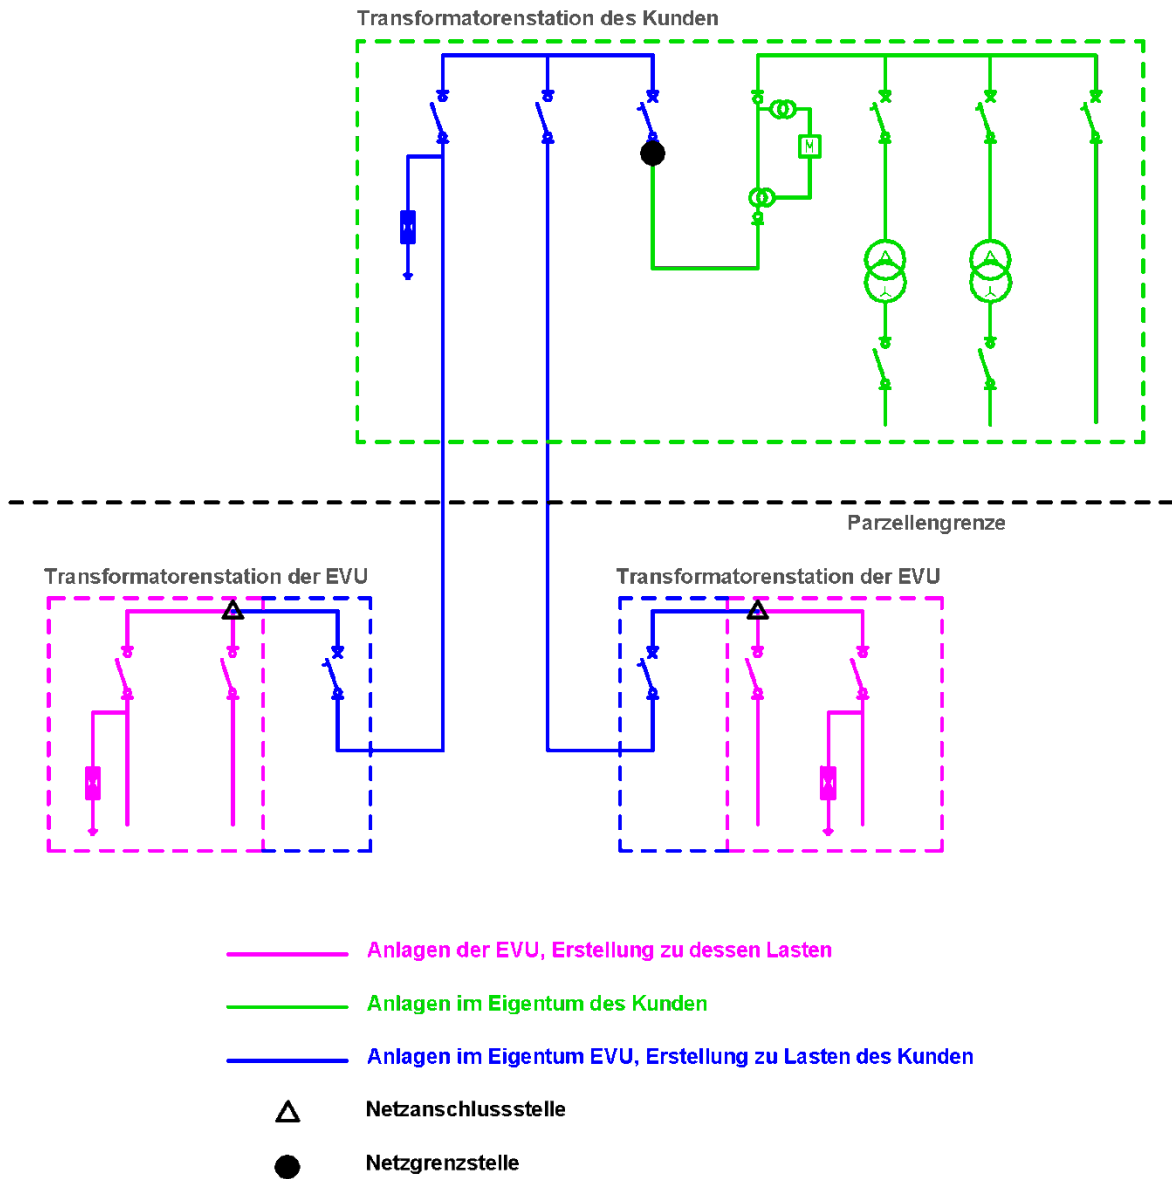 Transformatorenstation des Kunden
M
Parzellengrenze
Transformatorenstation der EVU
Transformatorenstation der EVU
Anlagen der EVU, Erstellung zu dessen Lasten
Anlagen im Eigentum des Kunden
Anlagen im Eigentum EVU, Erstellung zu Lasten des Kunden
Netzanschlussstelle
Netzgrenzstelle